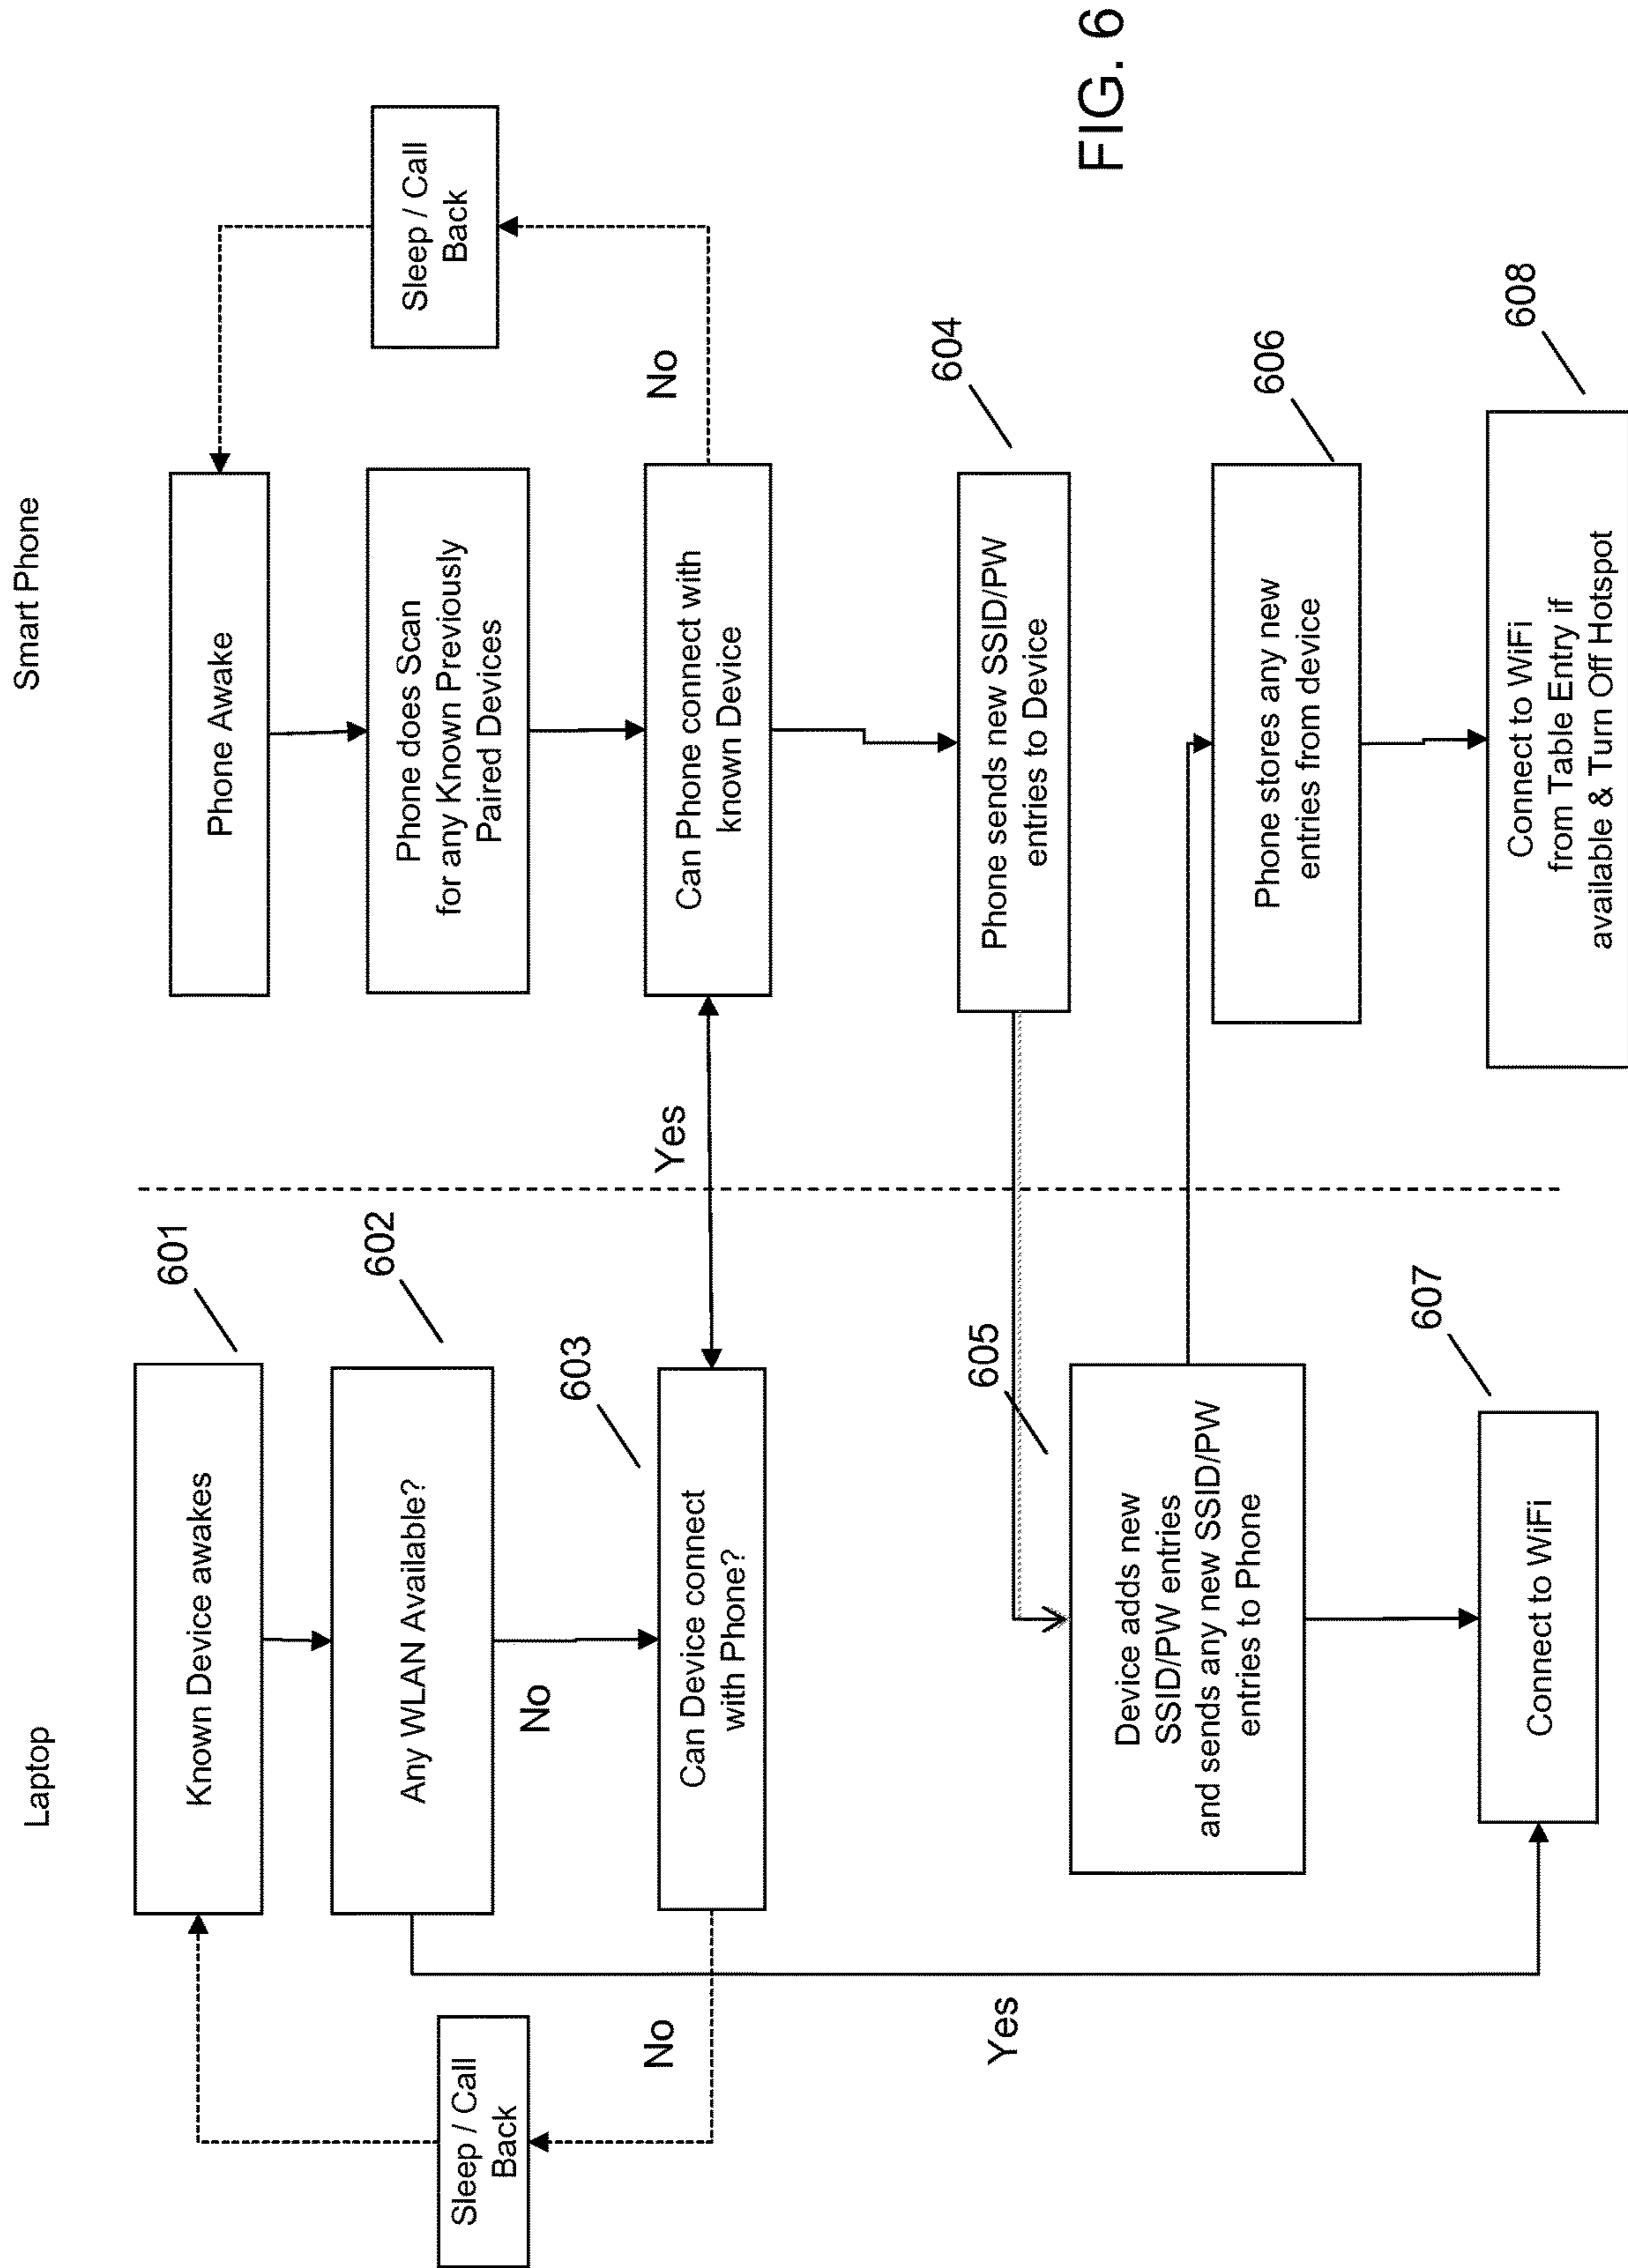 Laptop
Smart Phone
Known Device awakes
601
Any WLAN Available?
602
No
Can Device connect
with Phone?
603
No
Sleep / Call
Back
Yes
Device adds new
SSID/PW entries
and sends any new SSID/PW
entries to Phone
605
Connect to WiFi
607
Yes
Phone Awake
Phone does Scan
for any Known Previously
Paired Devices
Can Phone connect with
known Device
No
Sleep / Call
Back
Phone sends new SSID/PW
entries to Device
604
Phone stores any new
entries from device
606
Connect to WiFi
from Table Entry if
available & Turn Off Hotspot
608
FIG. 6